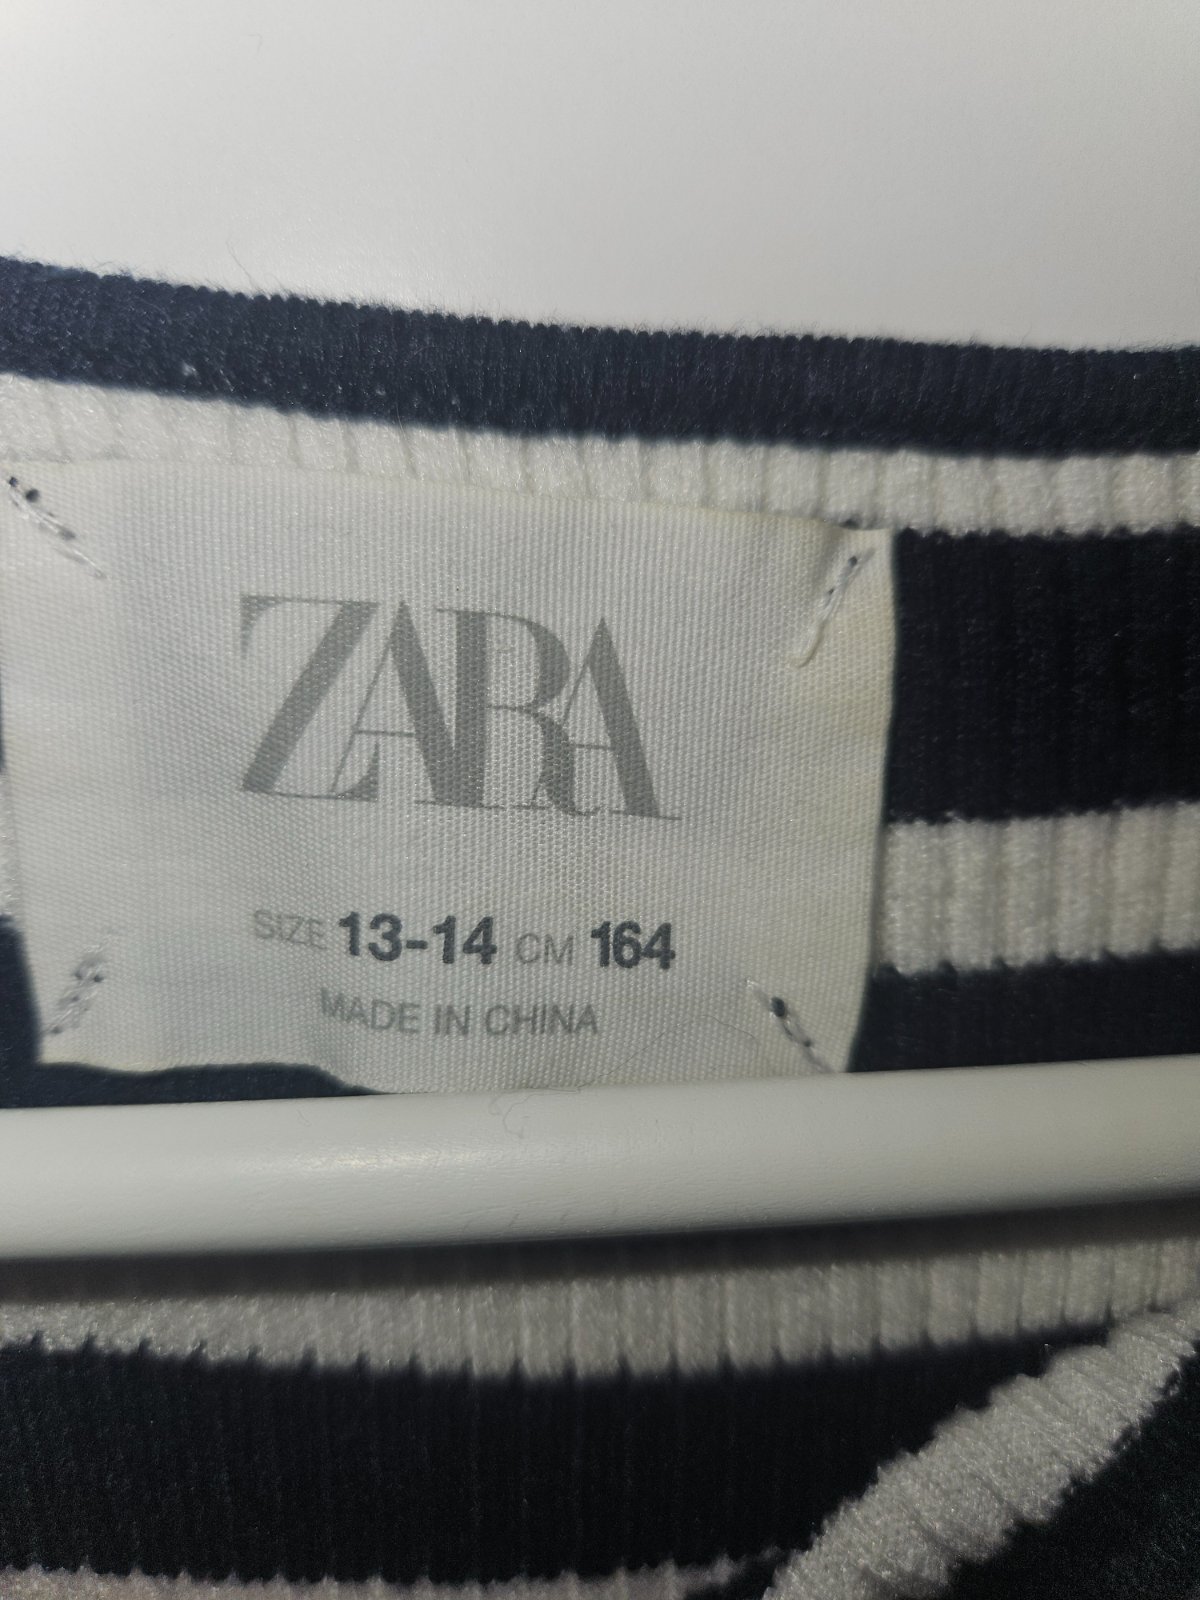 ZARA
SIZE 13-14 CM 164
MADE IN CHINA